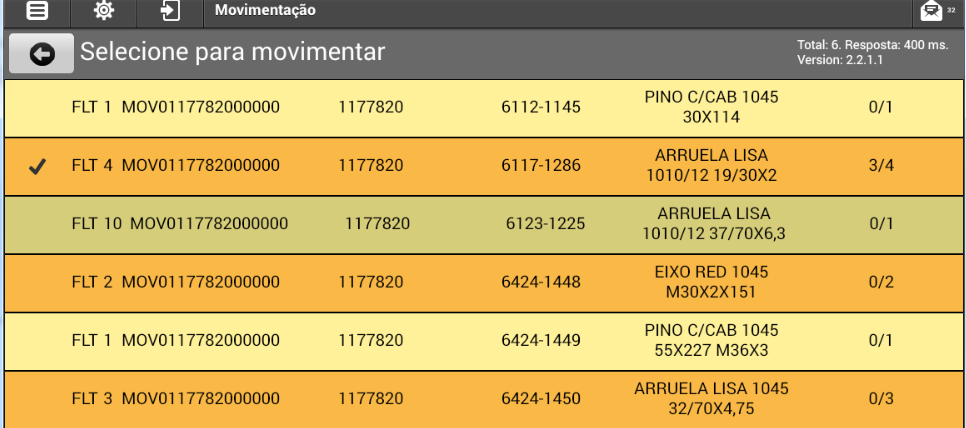 Movimentação
32
Selecione para movimentar
Total: 6. Resposta: 400 ms.
Version: 2.2.1.1
FLT 1 MOV0117782000000 1177820 6112-1145 PINO C/CAB 1045 0/1
30X114
FLT 4 MOV0117782000000 1177820 6117-1286 ARRUELA LISA 3/4
1010/12 19/30X2
FLT 10 MOV0117782000000 1177820 6123-1225 ARRUELA LISA 0/1
1010/12 37/70X6,3
FLT 2 MOV0117782000000 1177820 6424-1448 EIXO RED 1045 0/2
M30X2X151
FLT 1 MOV0117782000000 1177820 6424-1449 PINO C/CAB 1045 0/1
55X227 M36X3
FLT 3 MOV0117782000000 1177820 6424-1450 ARRUELA LISA 1045 0/3
32/70X4,75